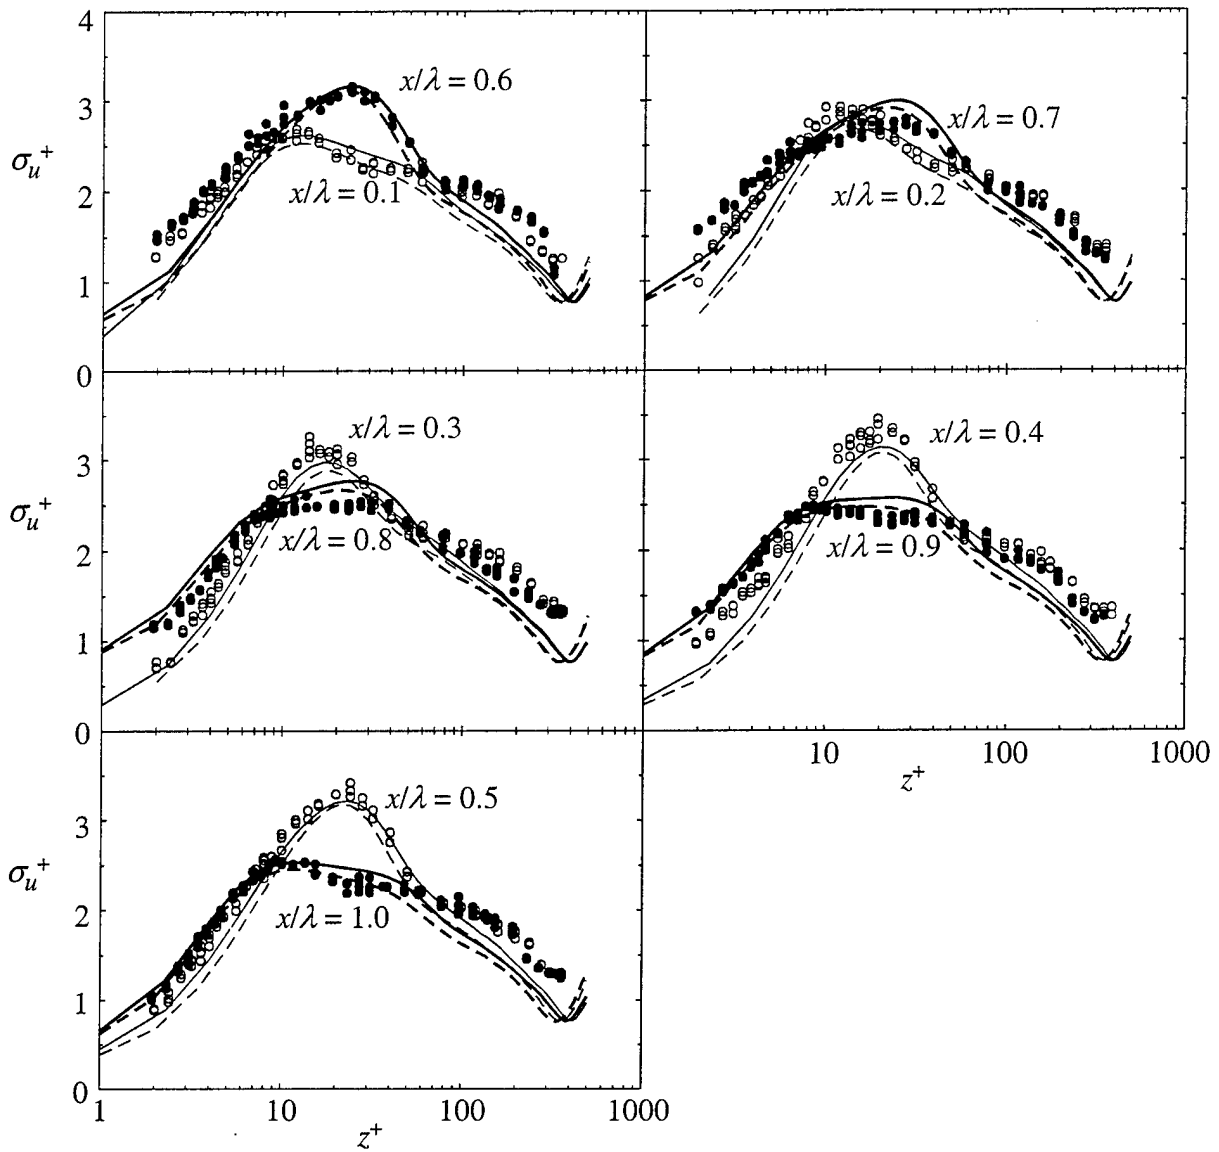 4
3
σᵤ⁺
2
1
0
x/λ = 0.6
x/λ = 0.1
x/λ = 0.7
x/λ = 0.2
3
σᵤ⁺
2
1
0
x/λ = 0.3
x/λ = 0.8
x/λ = 0.4
x/λ = 0.9
10 100 1000
z⁺
3
σᵤ⁺
2
1
0
x/λ = 0.5
x/λ = 1.0
1 10 100 1000
z⁺